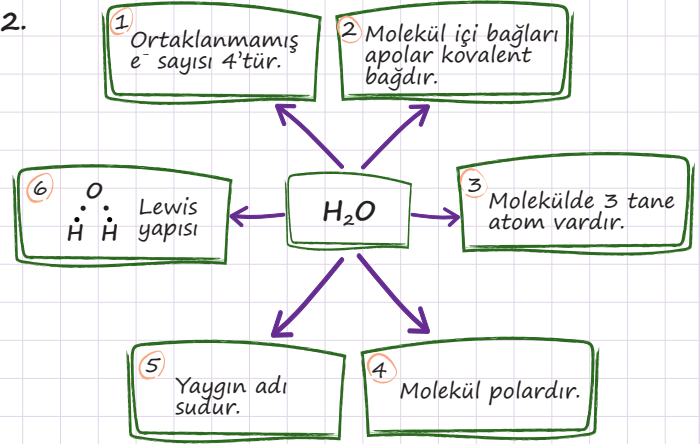 2.
1
Ortaklanmamış
e⁻ sayısı 4'tür.
2 Molekül içi bağları
apolar kovalent
bağdır.
3
Molekülde 3 tane
atom vardır.
H₂O
6
O
H H
Lewis
yapısı
5
Yaygın adı
sudur.
4
Molekül polardır.